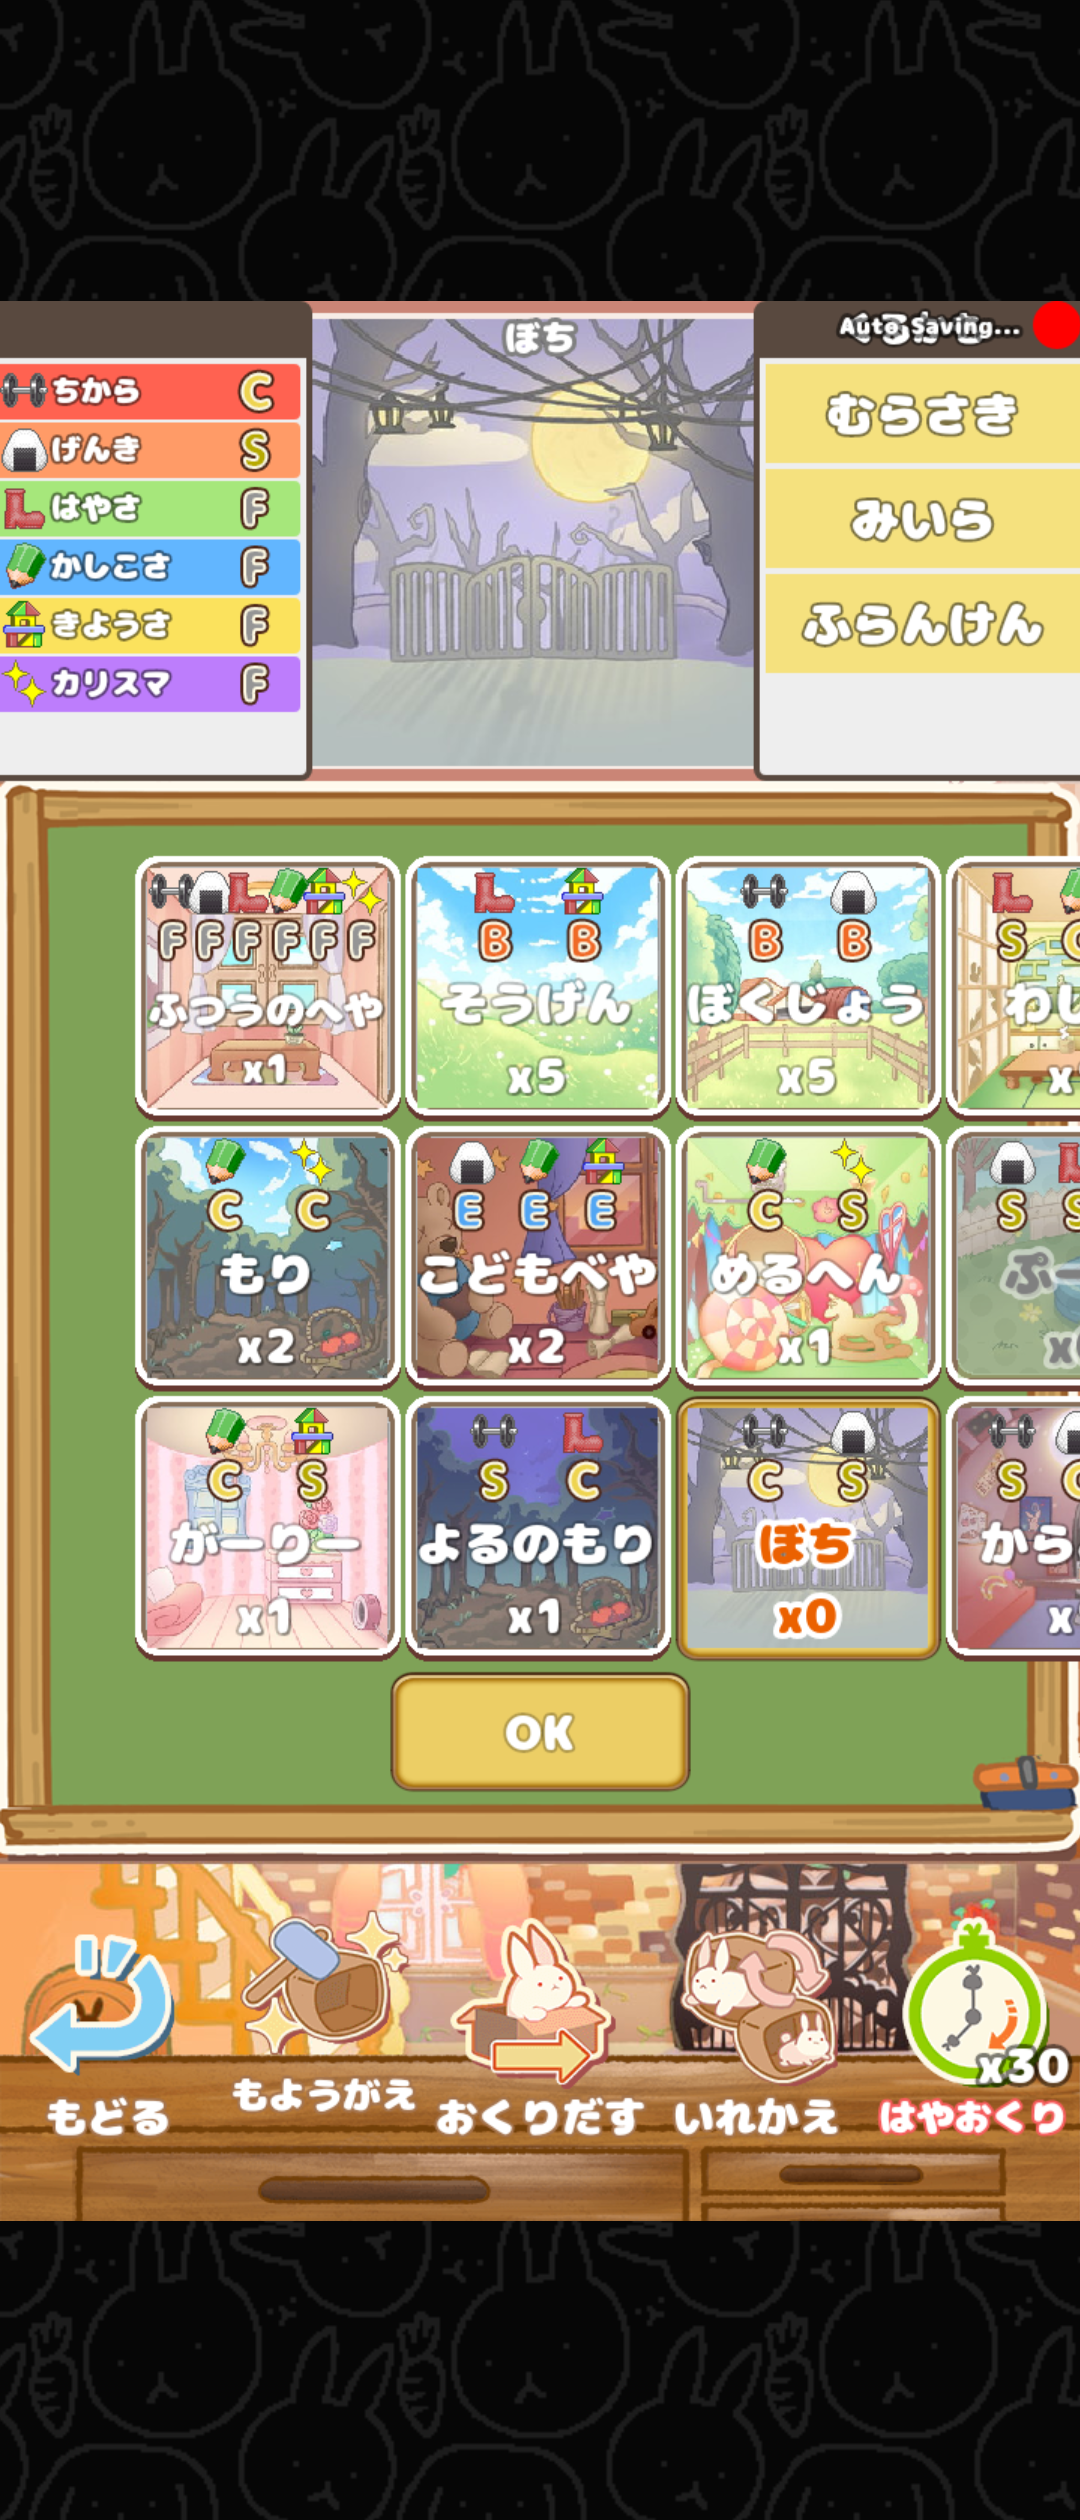 ぼち
Auto Saving...
ちから C
げんき S
はやさ F
かしこさ F
きようさ F
カリスマ F
むらさき
みいら
ふらんけん
F F F F F F
ふつうのへや
x1
B B
そうげん
x5
B B
ぼくじょう
x5
S
C C
もり
x2
E E E
こどもべや
x2
C S
めるへん
x1
S S
C S
がーりー
x1
S C
よるのもり
x1
C S
ぼち
x0
S
から
OK
もどる
もようがえ
おくりだす
いれかえ
x30
はやおくり